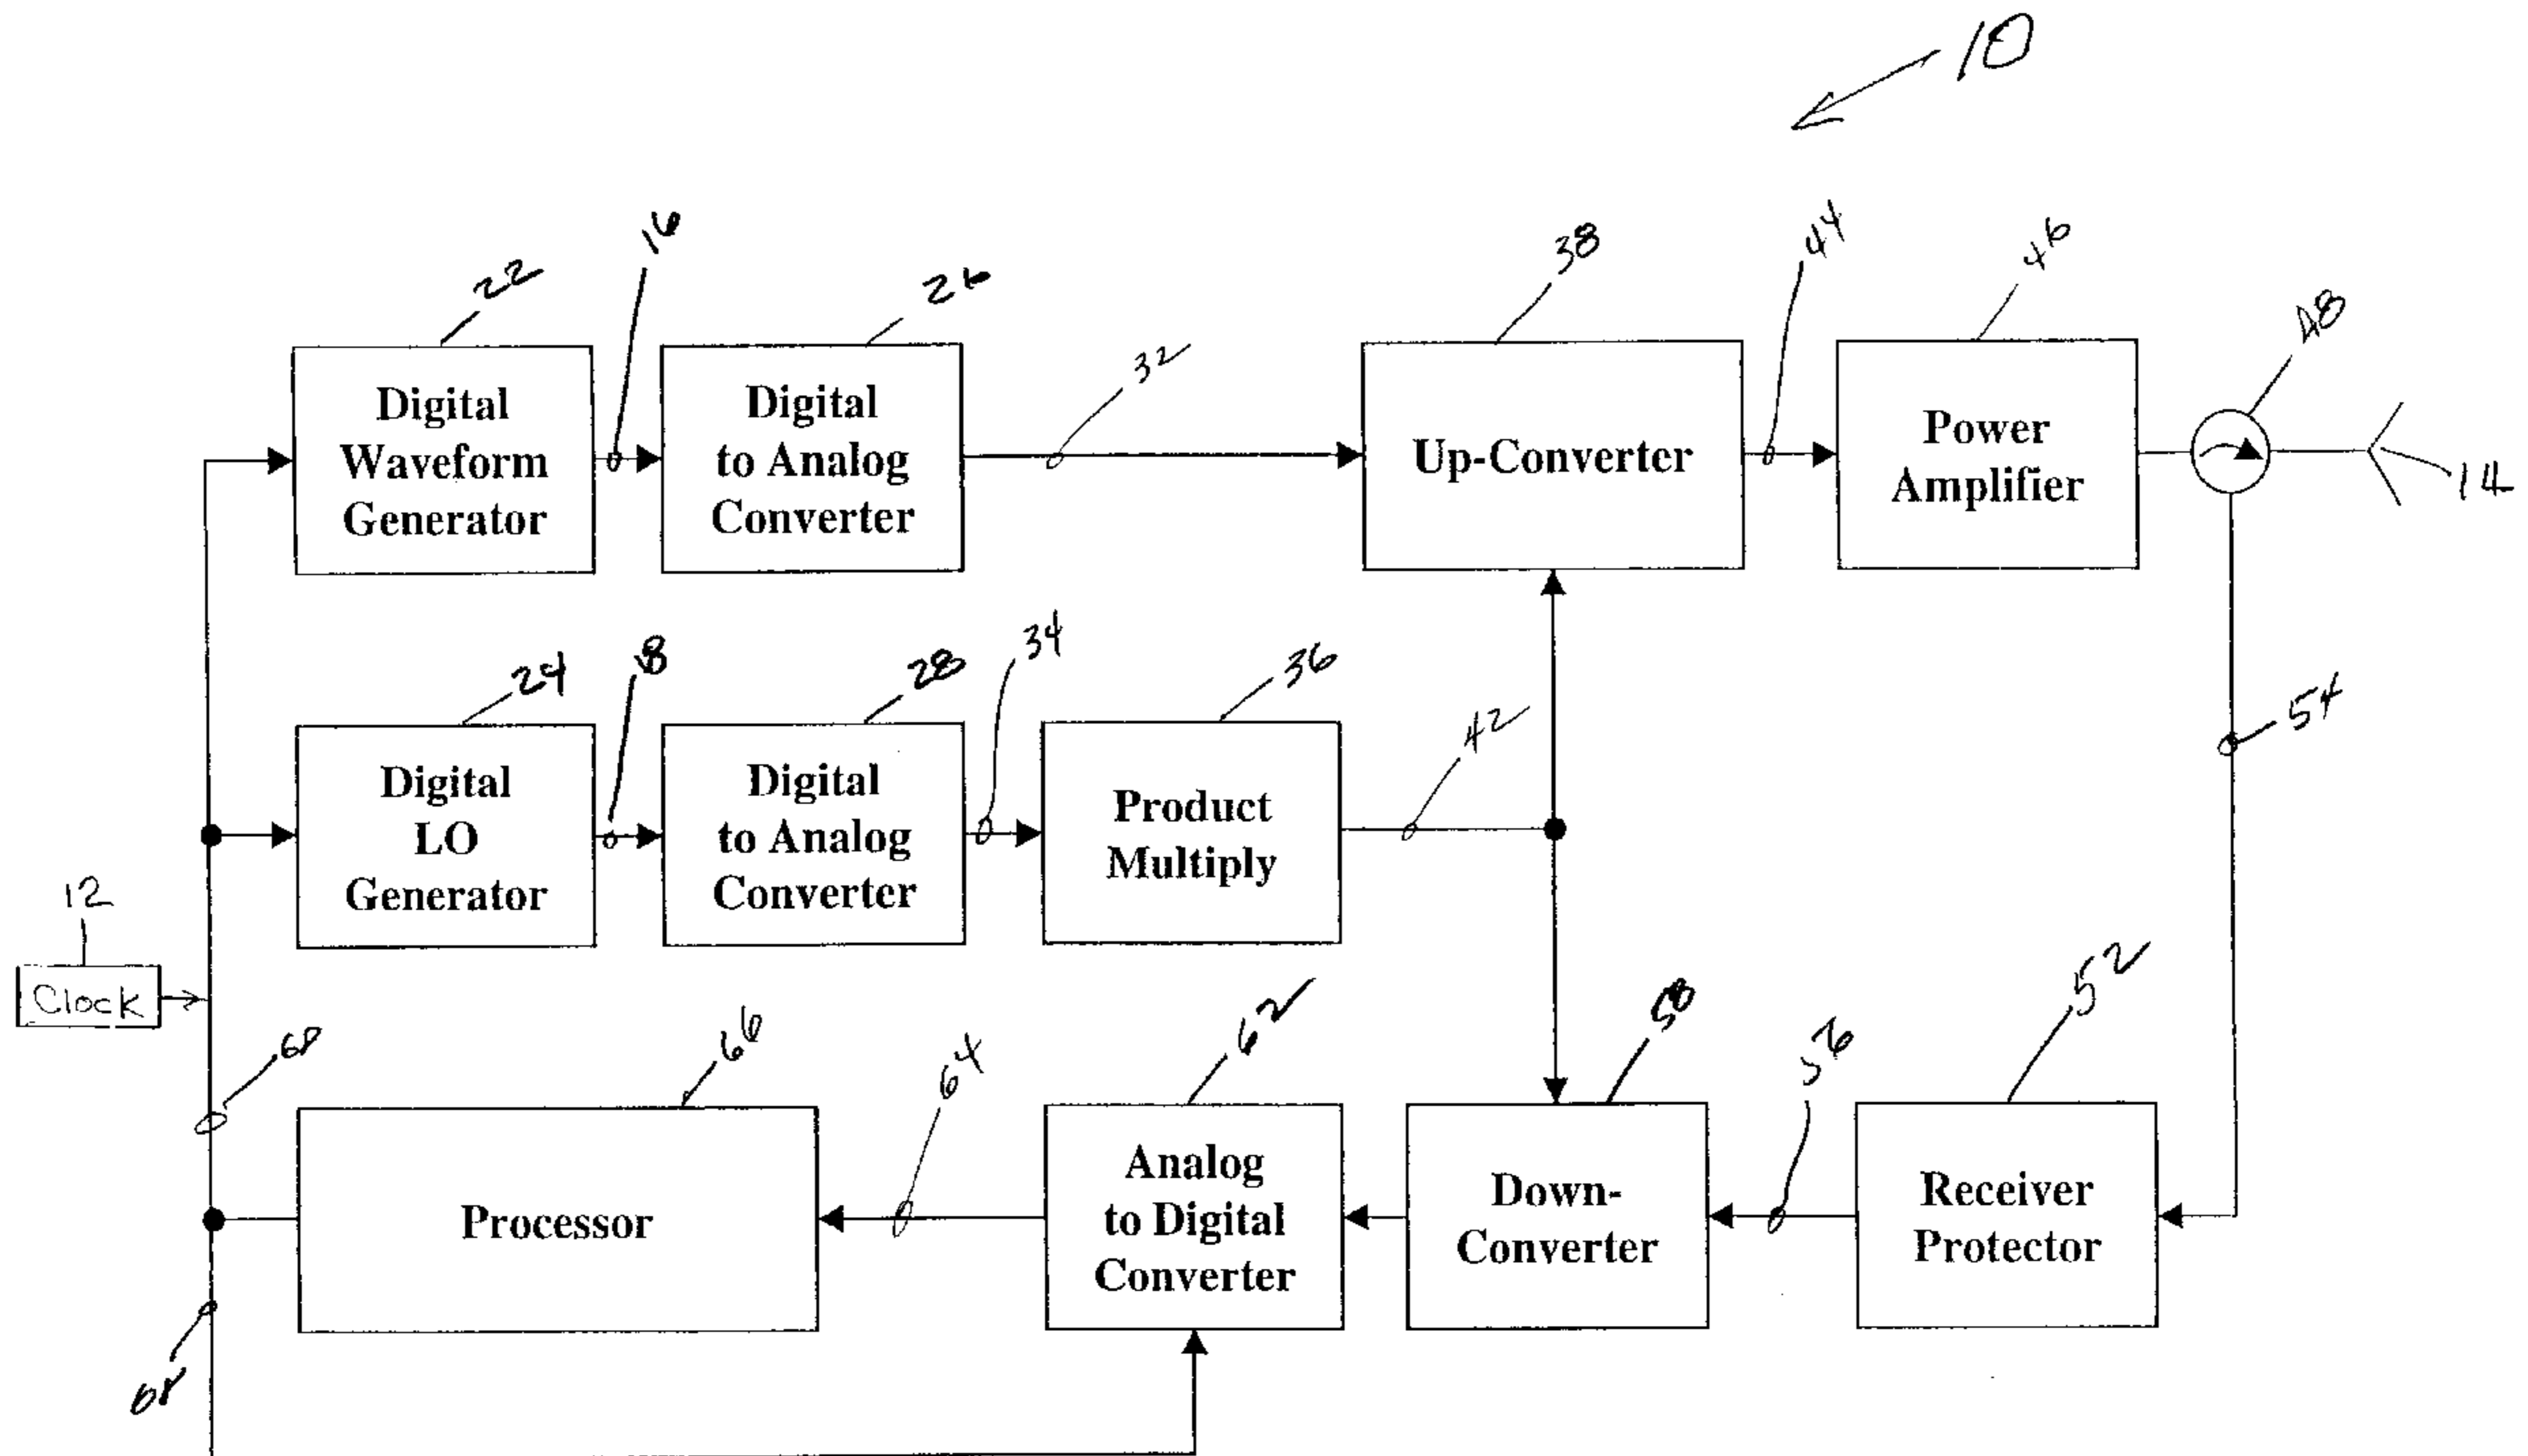 10
16
38
44
46
22
26
48
32
Digital
Waveform
Generator
Digital
to Analog
Converter
Up-Converter
Power
Amplifier
14
18
34
24
28
36
42
54
Digital
LO
Generator
Digital
to Analog
Converter
Product
Multiply
12
Clock
52
58
62
66
64
56
68
Processor
Analog
to Digital
Converter
Down-
Converter
Receiver
Protector
68